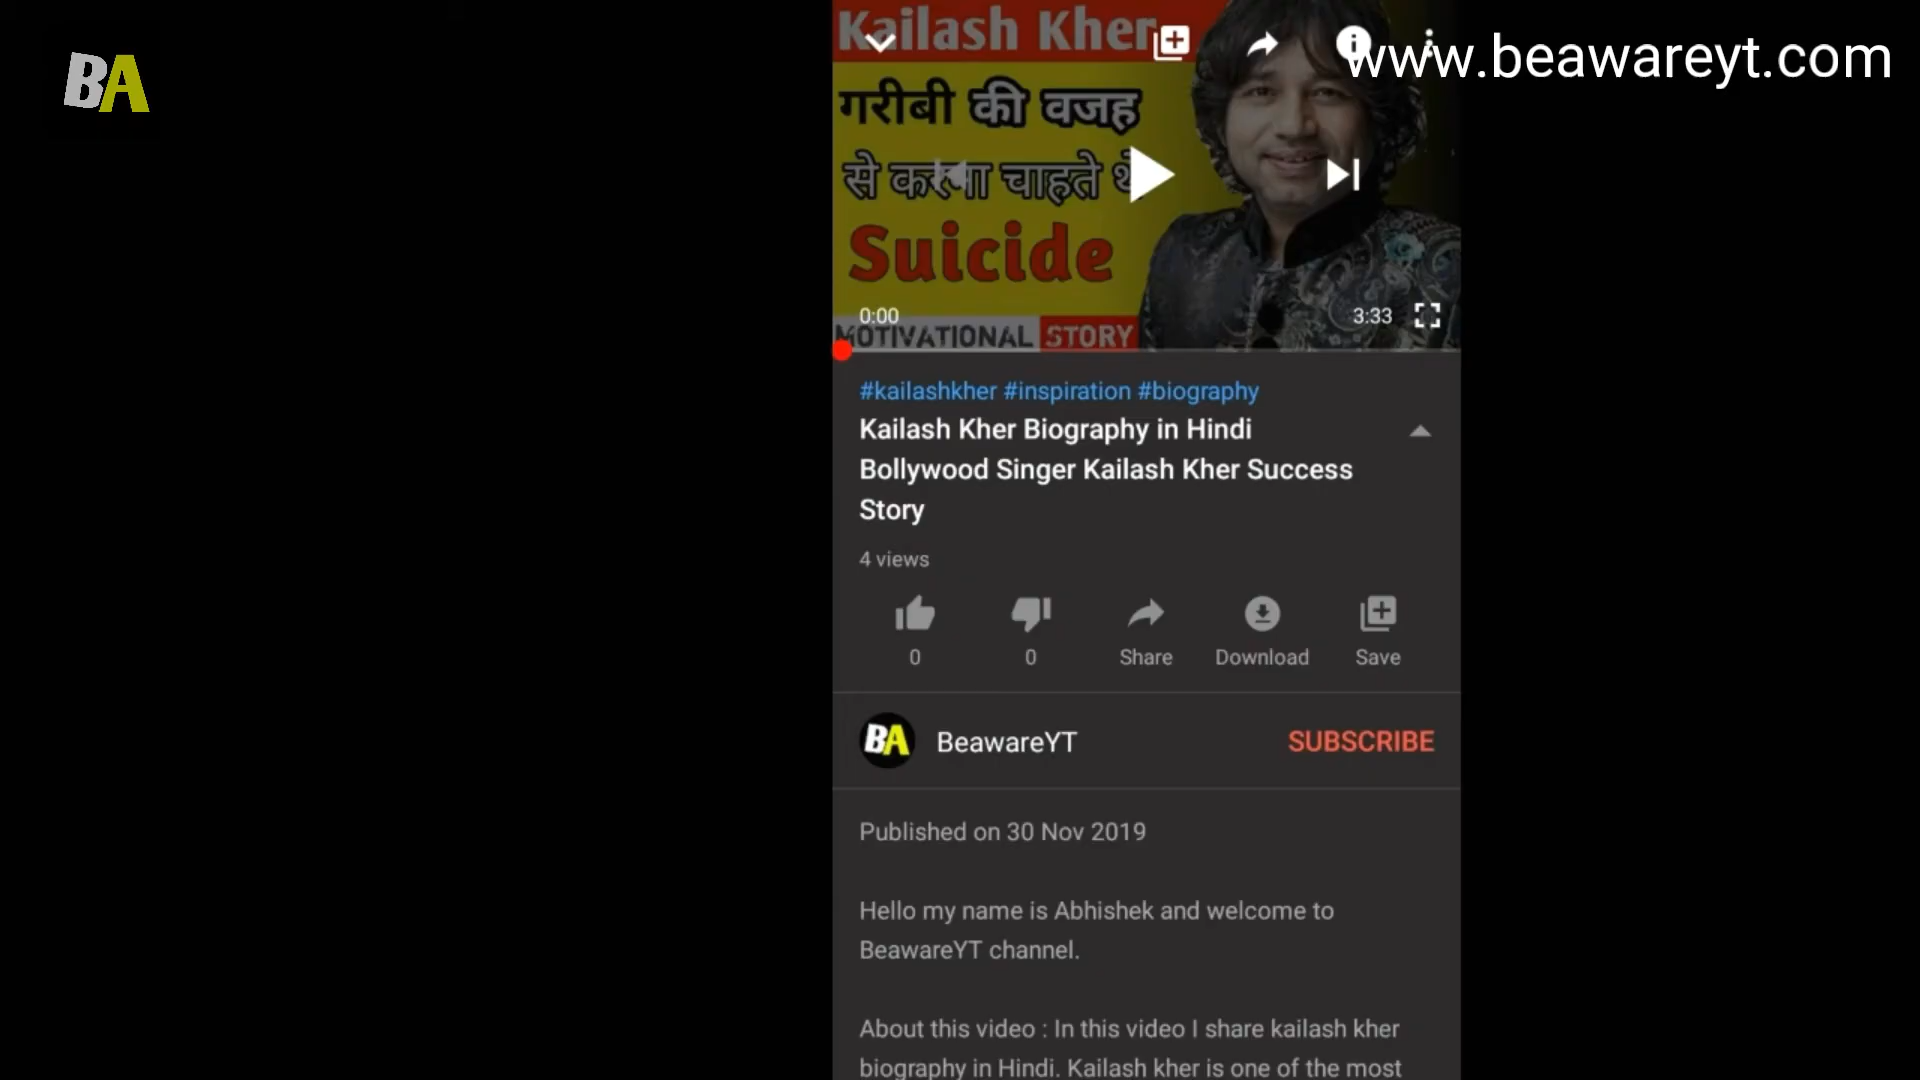 BA
www.beawareyt.com
Kailash Kher
गरीबी की वजह
से करना चाहते थे
Suicide
0:00
3:33
MOTIVATIONAL STORY
#kailashkher #inspiration #biography
Kailash Kher Biography in Hindi
Bollywood Singer Kailash Kher Success
Story
4 views
0
0
Share
Download
Save
BA
BeawareYT
SUBSCRIBE
Published on 30 Nov 2019
Hello my name is Abhishek and welcome to
BeawareYT channel.
About this video : In this video I share kailash kher
biography in Hindi. Kailash kher is one of the most